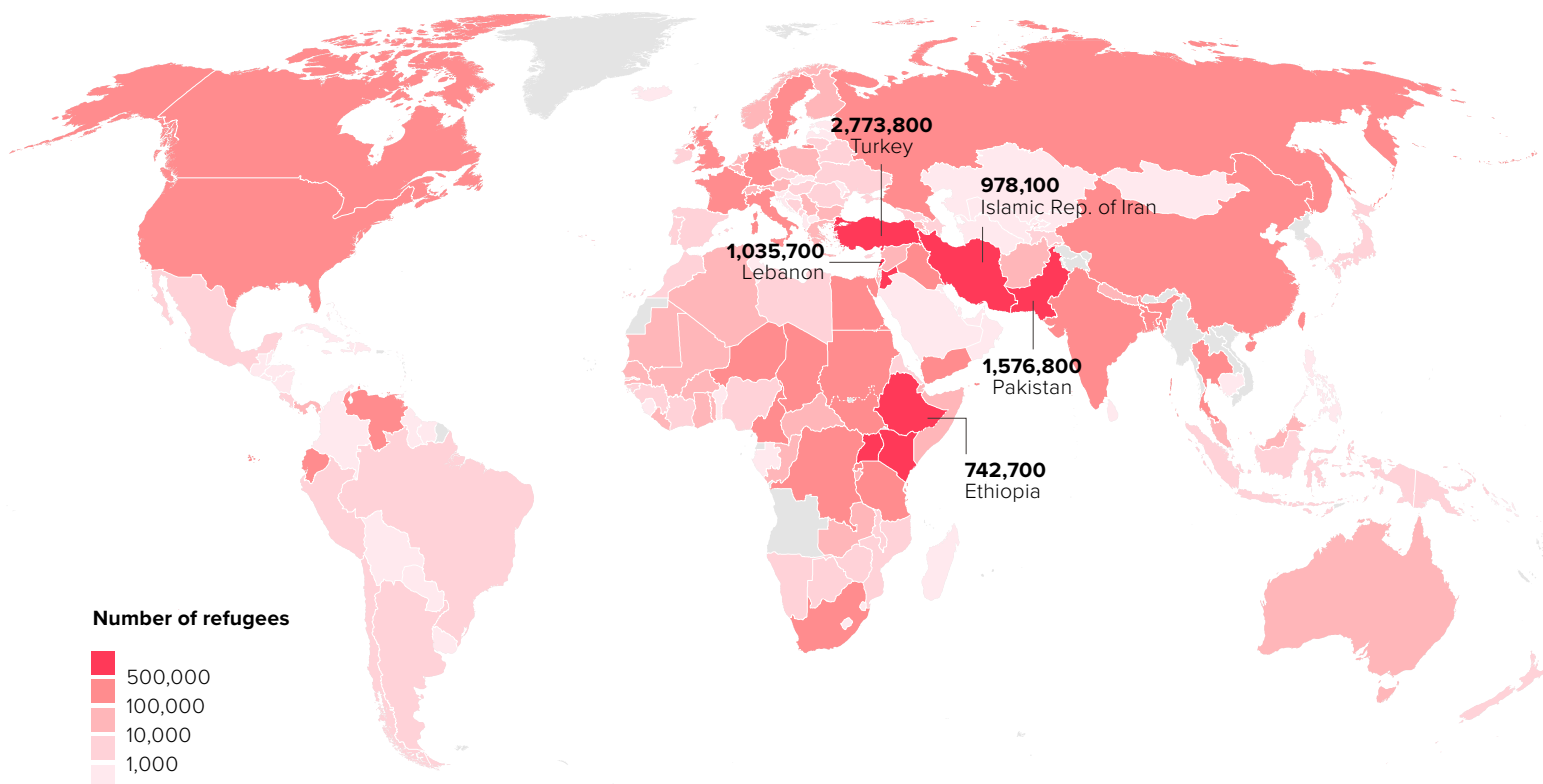 2,773,800
Turkey
978,100
Islamic Rep. of Iran
1,035,700
Lebanon
1,576,800
Pakistan
742,700
Ethiopia
Number of refugees
500,000
100,000
10,000
1,000